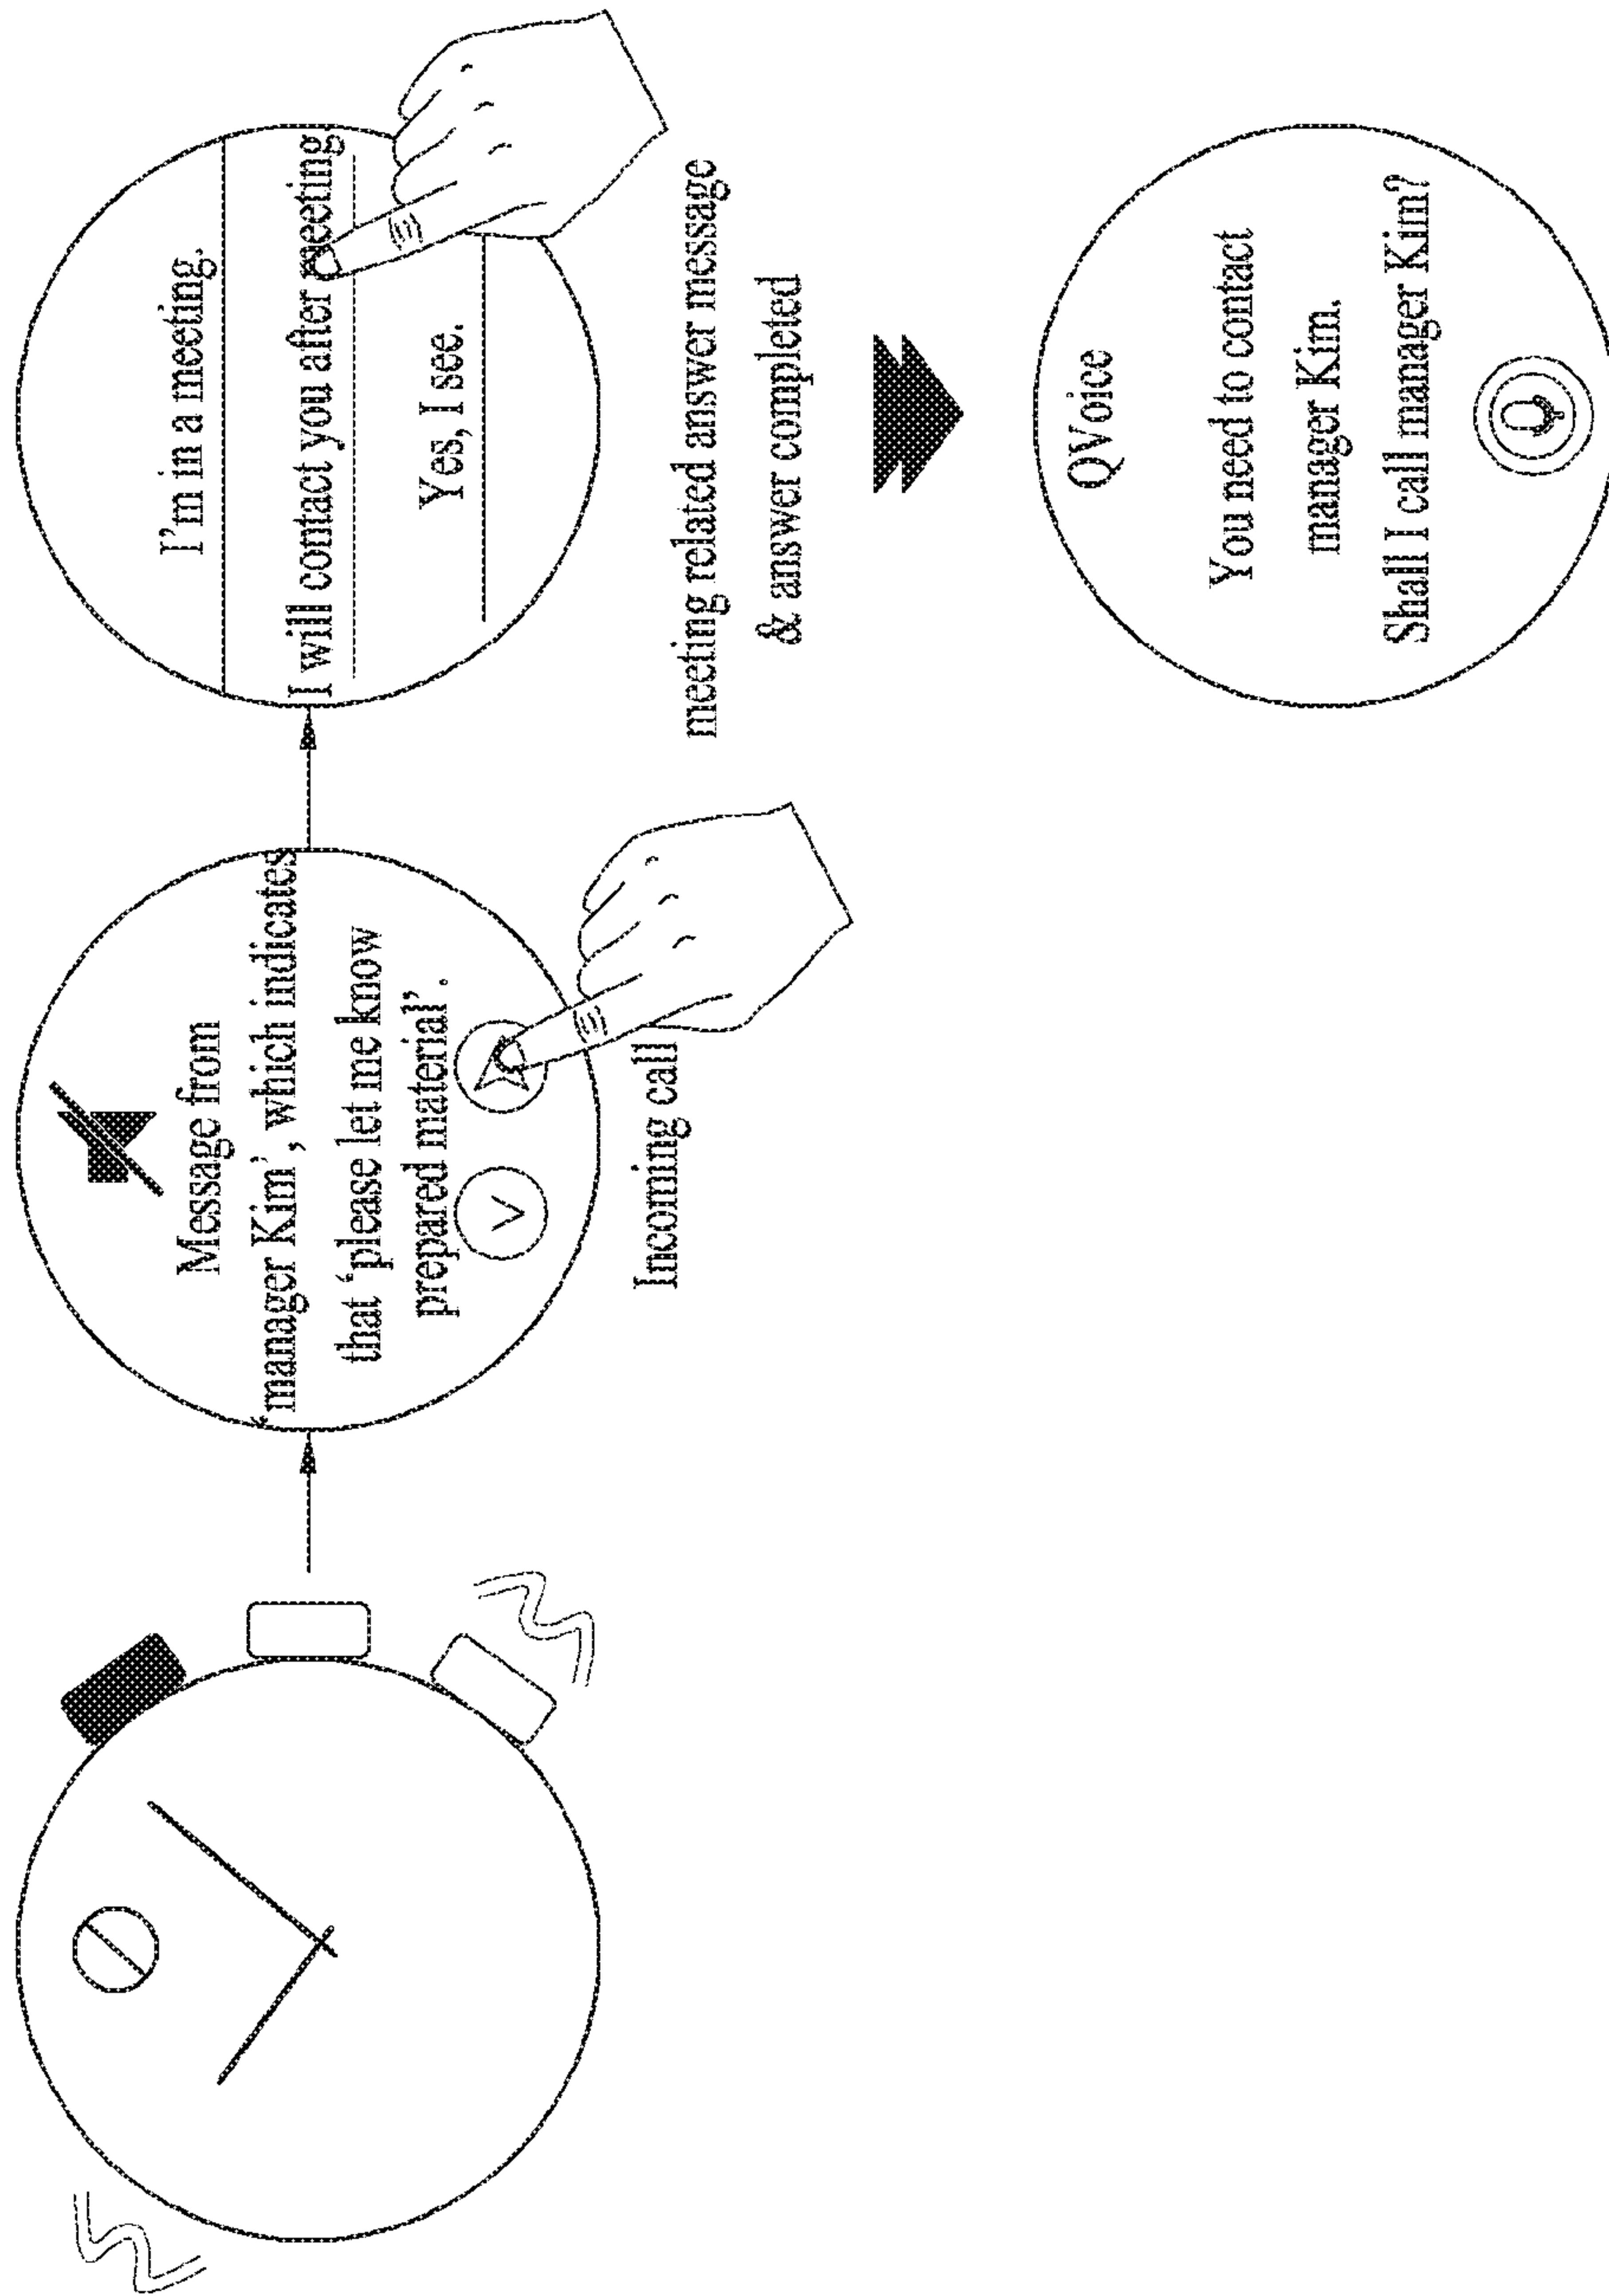 Message from
‘manager Kim’, which indicates
that ‘please let me know
prepared material’.
Incoming call
I'm in a meeting.
I will contact you after meeting.
Yes, I see.
meeting related answer message
& answer completed
QVoice
You need to contact
manager Kim.
Shall I call manager Kim?